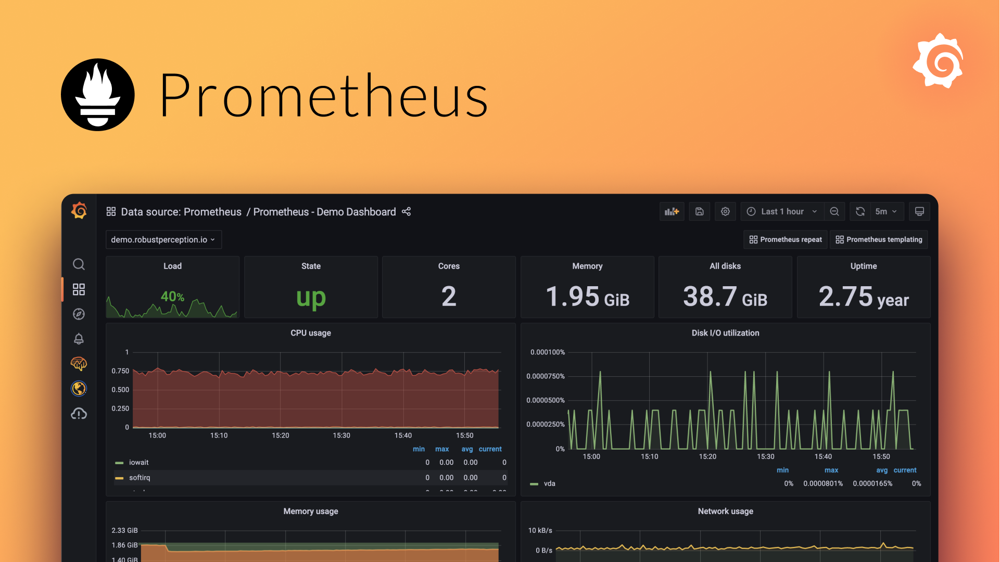 Prometheus
Data source: Prometheus / Prometheus - Demo Dashboard
Last 1 hour
5m
demo.robustperception.io
Prometheus repeat
Prometheus templating
Load
40%
State
up
Cores
2
Memory
1.95 GiB
All disks
38.7 GiB
Uptime
2.75 year
CPU usage
1
0.750
0.500
0.250
0
15:00 15:10 15:20 15:30 15:40 15:50
min max avg current
iowait 0 0.00 0.00 0
softirq 0 0.00 0.00 0
Disk I/O utilization
0.000100%
0.0000750%
0.0000500%
0.0000250%
0%
15:00 15:10 15:20 15:30 15:40 15:50
min max avg current
vda 0% 0.0000801% 0.0000165% 0%
Memory usage
2.33 GiB
1.86 GiB
1.40 GiB
Network usage
10 kB/s
0 B/s